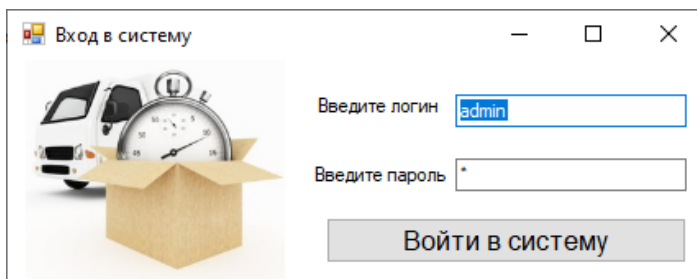 Вход в систему
Введите логин
admin
Введите пароль
*
Войти в систему